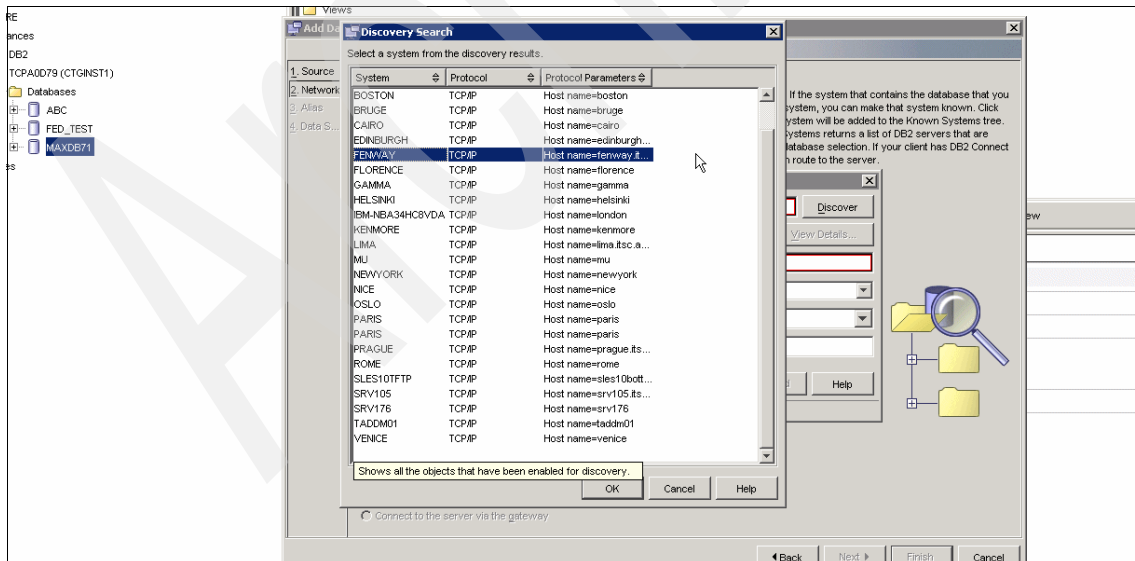 Views
RE
ances
DB2
TCPA0D79 (CTGINST1)
Databases
ABC
FED_TEST
MAXDB71
es
Add Da
1. Source
2. Network
3. Alias
4. Data S...
Discovery Search
Select a system from the discovery results.
System Protocol Protocol Parameters
BOSTON TCP/IP Host name=boston
BRUGE TCP/IP Host name=bruge
CAIRO TCP/IP Host name=cairo
EDINBURGH TCP/IP Host name=edinburgh...
FENWAY TCP/IP Host name=fenway.it...
FLORENCE TCP/IP Host name=florence
GAMMA TCP/IP Host name=gamma
HELSINKI TCP/IP Host name=helsinki
IBM-NBA34HC8VDA TCP/IP Host name=london
KENMORE TCP/IP Host name=kenmore
LIMA TCP/IP Host name=lima.itsc.a...
MU TCP/IP Host name=mu
NEWYORK TCP/IP Host name=newyork
NICE TCP/IP Host name=nice
OSLO TCP/IP Host name=oslo
PARIS TCP/IP Host name=paris
PARIS TCP/IP Host name=paris
PRAGUE TCP/IP Host name=prague.its...
ROME TCP/IP Host name=rome
SLES10TFTP TCP/IP Host name=sles10bott...
SRV105 TCP/IP Host name=srv105.its...
SRV176 TCP/IP Host name=srv176
TADDM01 TCP/IP Host name=taddm01
VENICE TCP/IP Host name=venice
Shows all the objects that have been enabled for discovery.
OK Cancel Help
If the system that contains the database that you
system, you can make that system known. Click
ystem will be added to the Known Systems tree.
Systems returns a list of DB2 servers that are
database selection. If your client has DB2 Connect
n route to the server.
Discover
View Details...
Help
ew
Connect to the server via the gateway
Back Next Finish Cancel